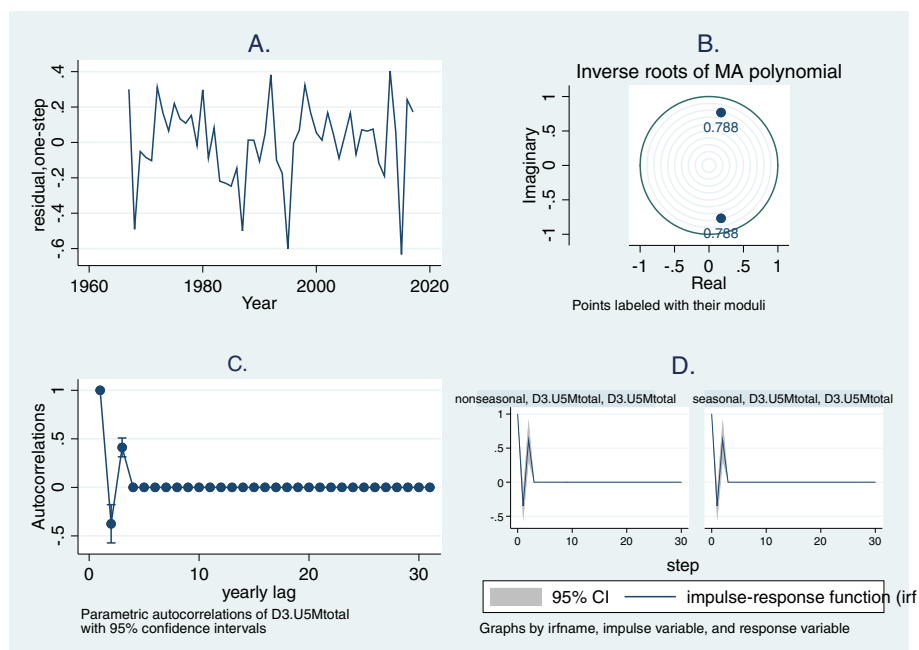 A.
.4
.2
0
-.2
-.4
-.6
residual,one-step
1960 1980 2000 2020
Year
B.
Inverse roots of MA polynomial
1
.5
0
-.5
-1
Imaginary
0.788
0.788
-1 -.5 0 .5 1
Real
Points labeled with their moduli
C.
1
.5
0
-.5
Autocorrelations
0 10 20 30
yearly lag
Parametric autocorrelations of D3.U5Mtotal
with 95% confidence intervals
D.
nonseasonal, D3.U5Mtotal, D3.U5Mtotal
seasonal, D3.U5Mtotal, D3.U5Mtotal
1
.5
0
-.5
0 10 20 30
0 10 20 30
step
95% CI
impulse-response function (irf
Graphs by irfname, impulse variable, and response variable